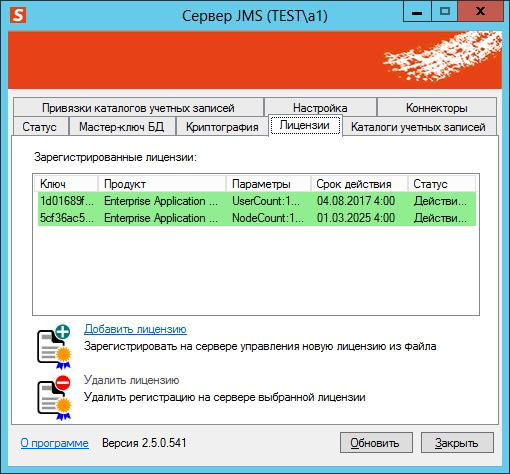 S Сервер JMS (TEST\a1)
Привязки каталогов учетных записей Настройка Коннекторы
Статус Мастер-ключ БД Криптография Лицензии Каталоги учетных записей
Зарегистрированные лицензии:
Ключ Продукт Параметры Срок действия Статус
1d01689f... Enterprise Application ... UserCount:1... 04.08.2017 4:00 Действи...
5cf36ac5... Enterprise Application ... NodeCount:1... 01.03.2025 4:00 Действи...
Добавить лицензию
Зарегистрировать на сервере управления новую лицензию из файла
Удалить лицензию
Удалить регистрацию на сервере выбранной лицензии
О программе Версия 2.5.0.541 Обновить Закрыть